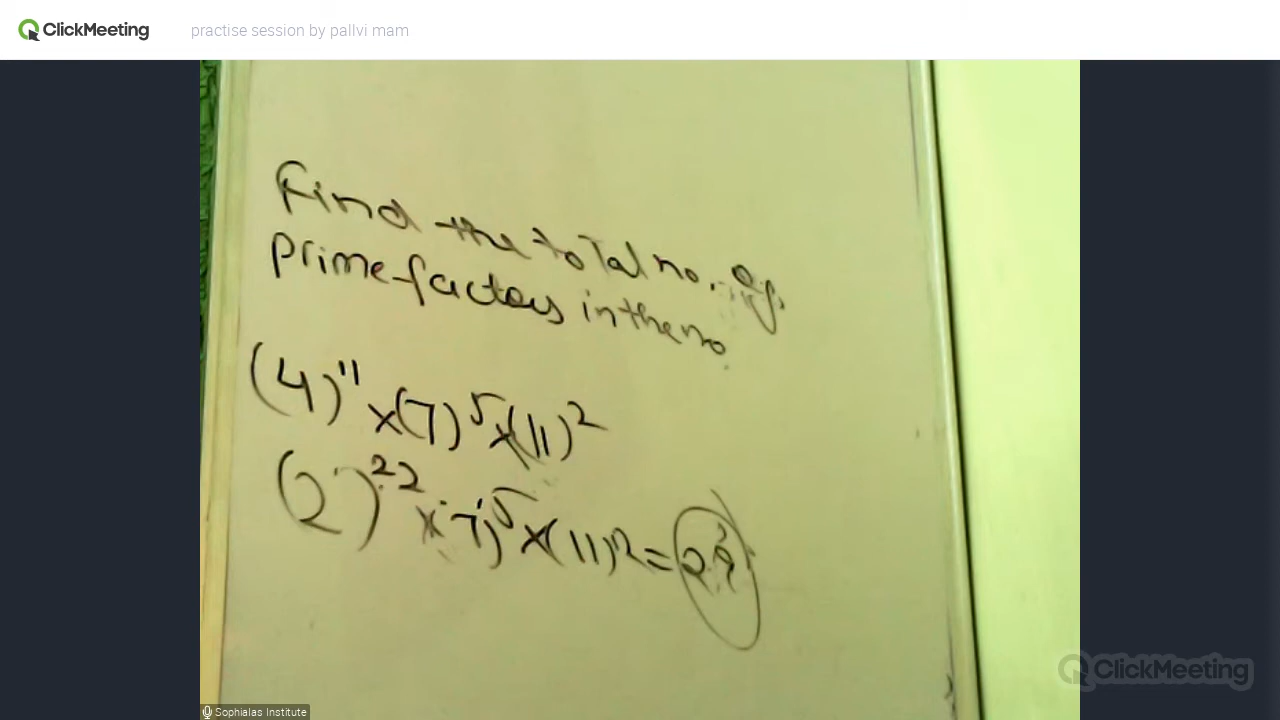 ClickMeeting practise session by pallvi mam
Find the total no. of
Prime factors in the no
(4)¹¹ ×(7)⁵ ×(11)²
(2)²² × 7)⁵ ×(11)² = 29
ClickMeeting
Sophialas Institute